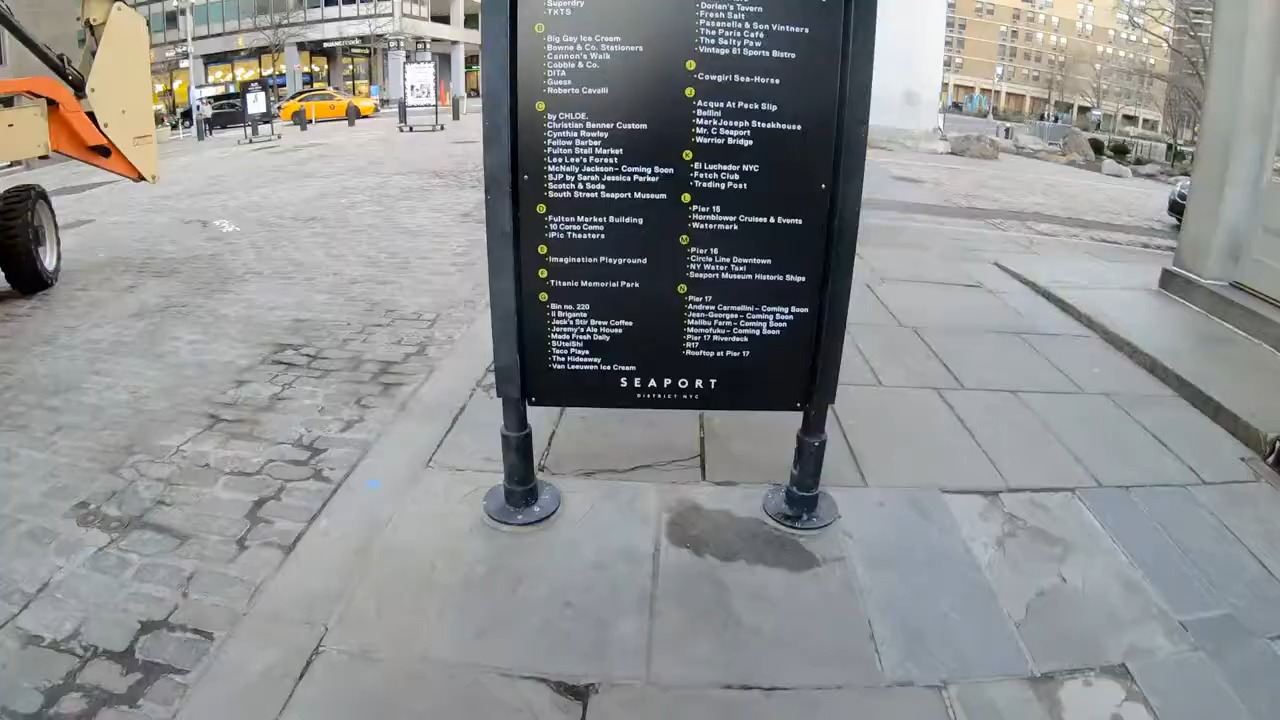 Superdry
TKTS
B
Big Gay Ice Cream
Bowne & Co. Stationers
Cannon's Walk
Cobble & Co.
DITA
Guess
Roberto Cavalli
C
by CHLOE.
Christian Benner Custom
Cynthia Rowley
Fellow Barber
Fulton Stall Market
Lee Lee's Forest
McNally Jackson – Coming Soon
SJP by Sarah Jessica Parker
Scotch & Soda
South Street Seaport Museum
D
Fulton Market Building
10 Corso Como
iPic Theaters
E
Imagination Playground
F
Titanic Memorial Park
G
Bin no. 220
Il Brigante
Jack's Stir Brew Coffee
Jeremy's Ale House
Made Fresh Daily
SUteiShi
Taco Playa
The Hideaway
Van Leeuwen Ice Cream
Dorlan's Tavern
Fresh Salt
Pasanella & Son Vintners
The Paris Café
The Salty Paw
Vintage 61 Sports Bistro
I
Cowgirl Sea-Horse
J
Acqua At Peck Slip
Bellini
MarkJoseph Steakhouse
Mr. C Seaport
Warrior Bridge
K
El Luchador NYC
Fetch Club
Trading Post
L
Pier 15
Hornblower Cruises & Events
Watermark
M
Pier 16
Circle Line Downtown
NY Water Taxi
Seaport Museum Historic Ships
N
Pier 17
Andrew Carmellini – Coming Soon
Jean-Georges – Coming Soon
Malibu Farm – Coming Soon
Momofuku – Coming Soon
Pier 17 Riverdeck
R17
Rooftop at Pier 17
SEAPORT
DISTRICT NYC